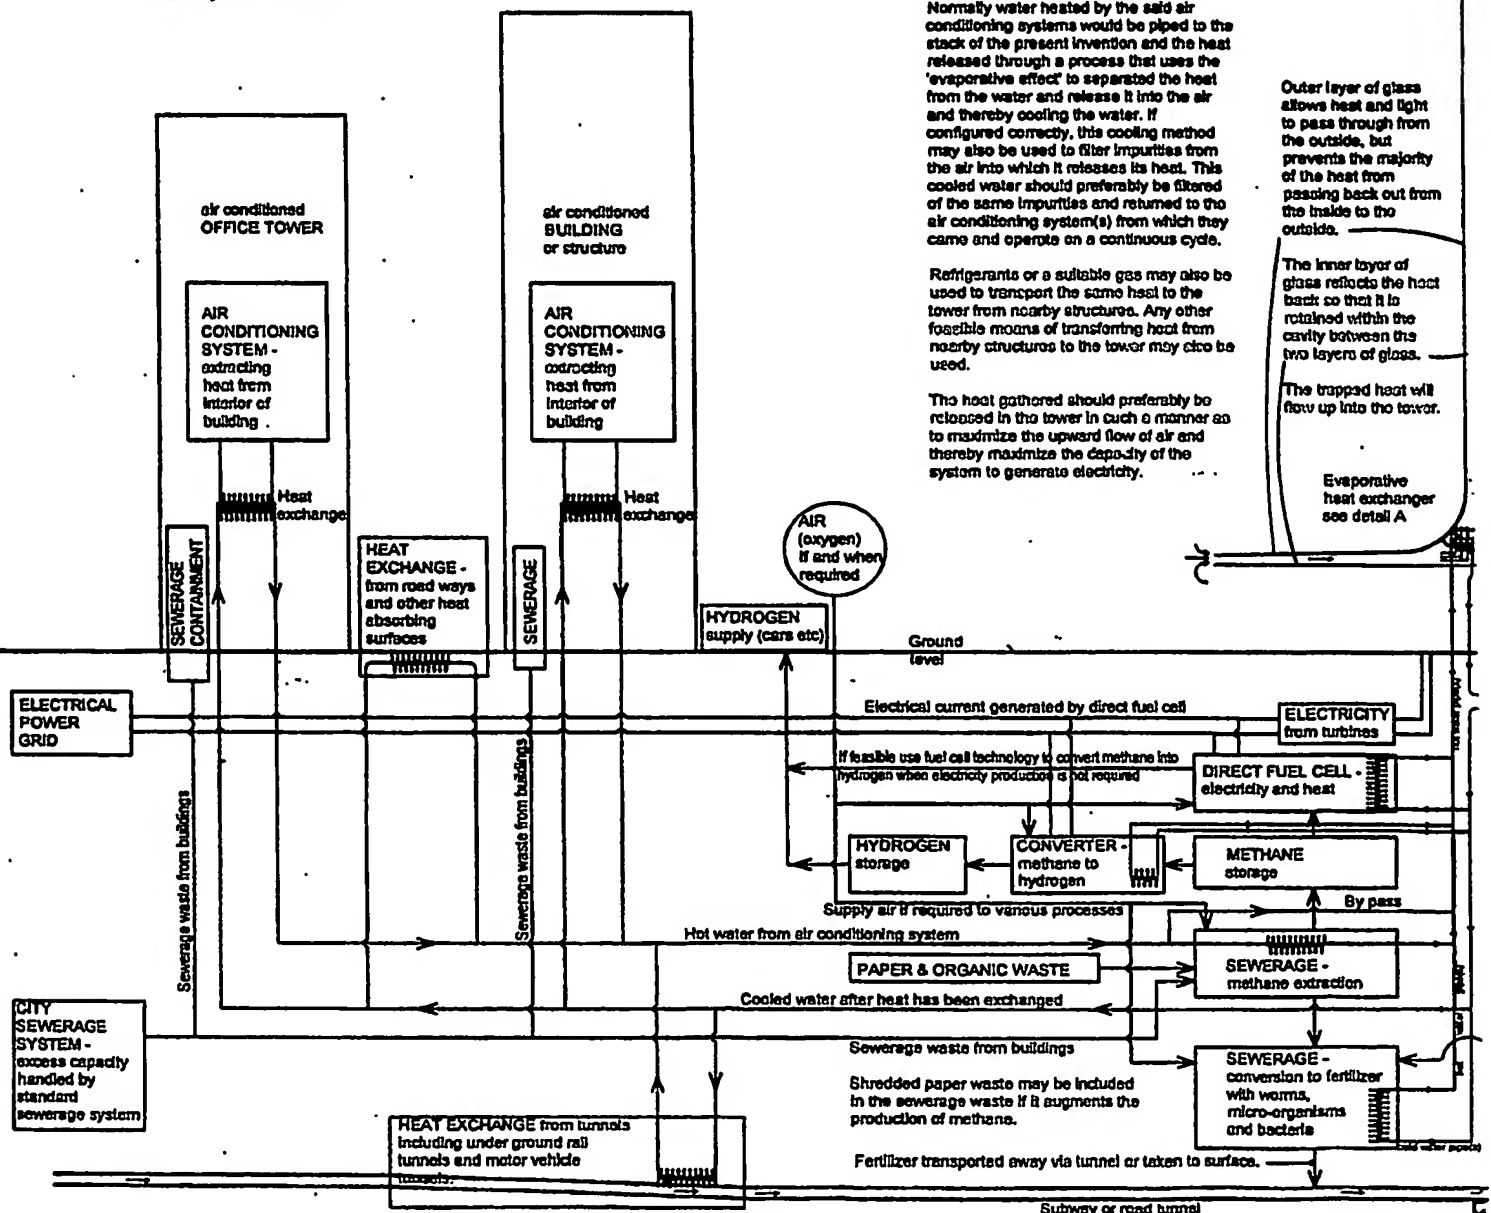 Normally water heated by the said air
conditioning systems would be piped to the
stack of the present invention and the heat
released through a process that uses the
'evaporative effect' to separated the heat
from the water and release it into the air
and thereby cooling the water. If
configured correctly, this cooling method
may also be used to filter impurities from
the air into which it releases its heat. This
cooled water should preferably be filtered
of the same impurities and returned to the
air conditioning system(s) from which they
came and operate on a continuous cycle.
Refrigerants or a suitable gas may also be
used to transport the same heat to the
tower from nearby structures. Any other
feasible means of transferring heat from
nearby structures to the tower may also be
used.
The heat gathered should preferably be
released in the tower in such a manner as
to maximize the upward flow of air and
thereby maximize the capacity of the
system to generate electricity.
Outer layer of glass
allows heat and light
to pass through from
the outside, but
prevents the majority
of the heat from
passing back out from
the inside to the
outside.
The inner layer of
glass reflects the heat
back so that it is
retained within the
cavity between the
two layers of glass.
The trapped heat will
flow up into the tower.
Evaporative
heat exchanger
see detail A
air conditioned
OFFICE TOWER
air conditioned
BUILDING
or structure
AIR
CONDITIONING
SYSTEM -
extracting
heat from
interior of
building .
AIR
CONDITIONING
SYSTEM -
extracting
heat from
interior of
building
Heat
exchange
Heat
exchange
SEWERAGE
CONTAINMENT
HEAT
EXCHANGE -
from road ways
and other heat
absorbing
surfaces
SEWERAGE
AIR
(oxygen)
if and when
required
HYDROGEN
supply (cars etc)
Ground
level
ELECTRICAL
POWER
GRID
Electrical current generated by direct fuel cell
ELECTRICITY
from turbines
If feasible use fuel cell technology to convert methane into
hydrogen when electricity production is not required
DIRECT FUEL CELL -
electricity and heat
HYDROGEN
storage
CONVERTER -
methane to
hydrogen
METHANE
storage
Supply air if required to various processes
By pass
Sewerage waste from buildings
Sewerage waste from buildings
Hot water from air conditioning system
PAPER & ORGANIC WASTE
SEWERAGE -
methane extraction
Cooled water after heat has been exchanged
CITY
SEWERAGE
SYSTEM -
excess capacity
handled by
standard
sewerage system
Sewerage waste from buildings
Shredded paper waste may be included
in the sewerage waste if it augments the
production of methane.
SEWERAGE -
conversion to fertilizer
with worms,
micro-organisms
and bacteria
HEAT EXCHANGE from tunnels
including under ground rail
tunnels and motor vehicle
tunnels.
Fertilizer transported away via tunnel or taken to surface.
Subway or road tunnel